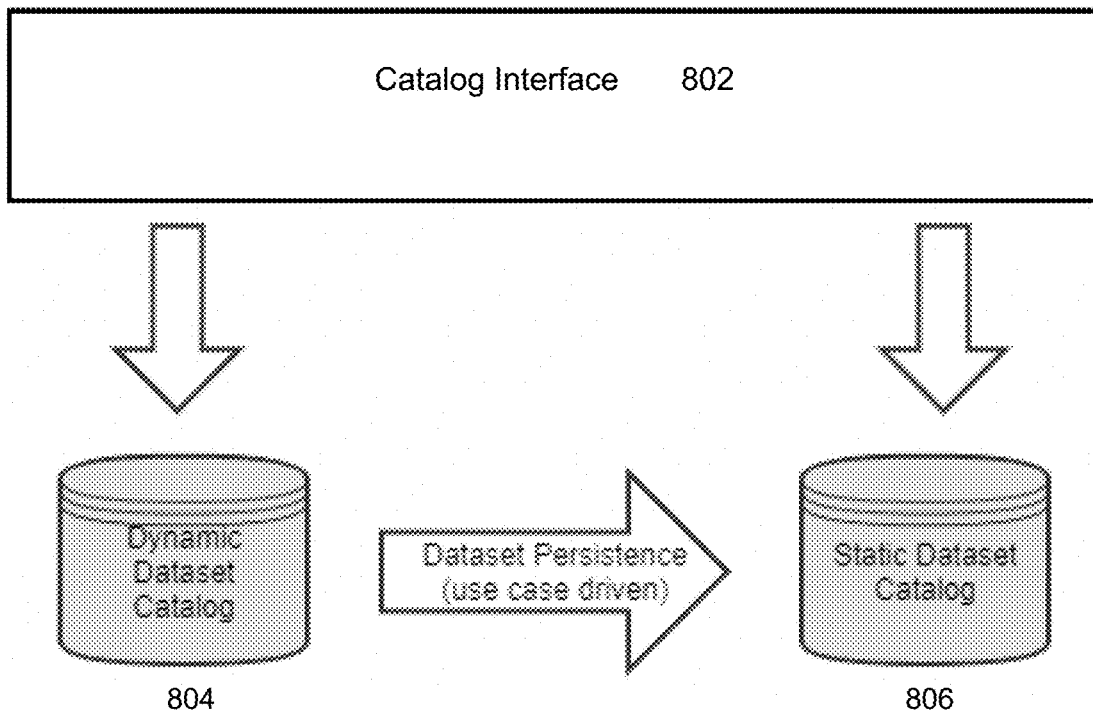 Catalog Interface 802
Dynamic
Dataset
Catalog
Dataset Persistence
(use case driven)
Static Dataset
Catalog
804
806